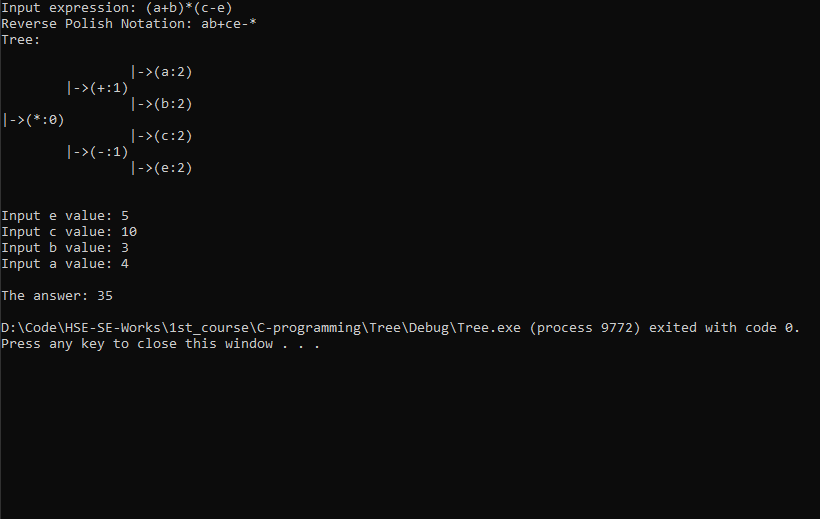 Input expression: (a+b)*(c-e)
Reverse Polish Notation: ab+ce-*
Tree:
|->(a:2)
|->(+:1)
|->(b:2)
|->(*:0)
|->(c:2)
|->(-:1)
|->(e:2)
Input e value: 5
Input c value: 10
Input b value: 3
Input a value: 4
The answer: 35
D:\Code\HSE-SE-Works\1st_course\C-programming\Tree\Debug\Tree.exe (process 9772) exited with code 0.
Press any key to close this window . . .